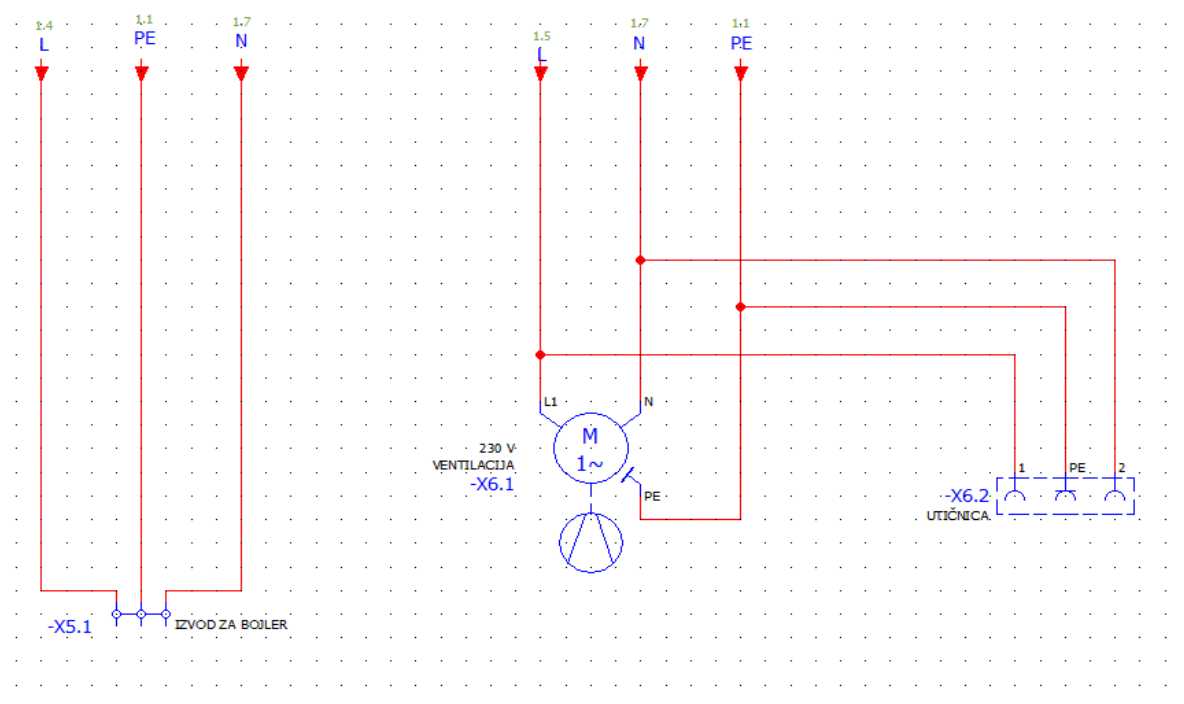 1.4
L
1.1
PE
1.7
N
1.5
L
1.7
N
1.1
PE
L1
N
M
1~
230 V
VENTILACIJA
-X6.1
PE
1
PE
2
-X6.2
UTIČNICA
-X5.1
IZVOD ZA BOJLER